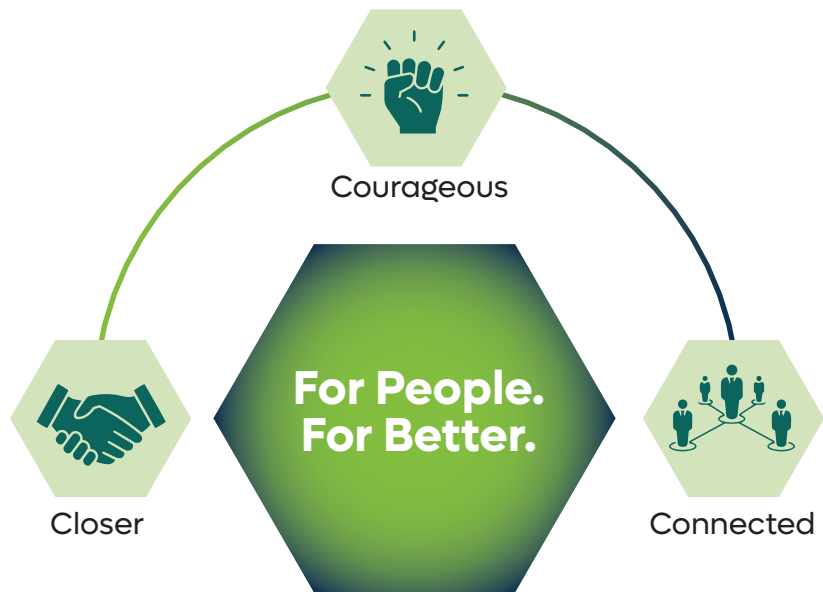 Courageous
For People.
For Better.
Closer
Connected